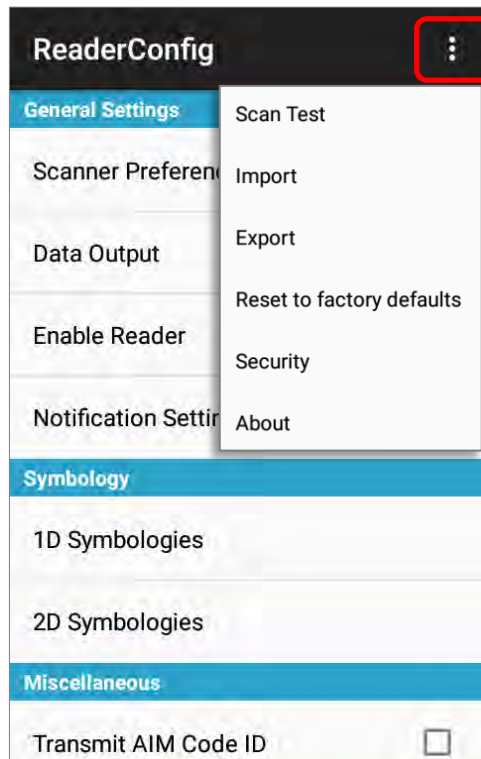 ReaderConfig
General Settings
Scanner Preferen
Data Output
Enable Reader
Notification Settin
Scan Test
Import
Export
Reset to factory defaults
Security
About
Symbology
1D Symbologies
2D Symbologies
Miscellaneous
Transmit AIM Code ID